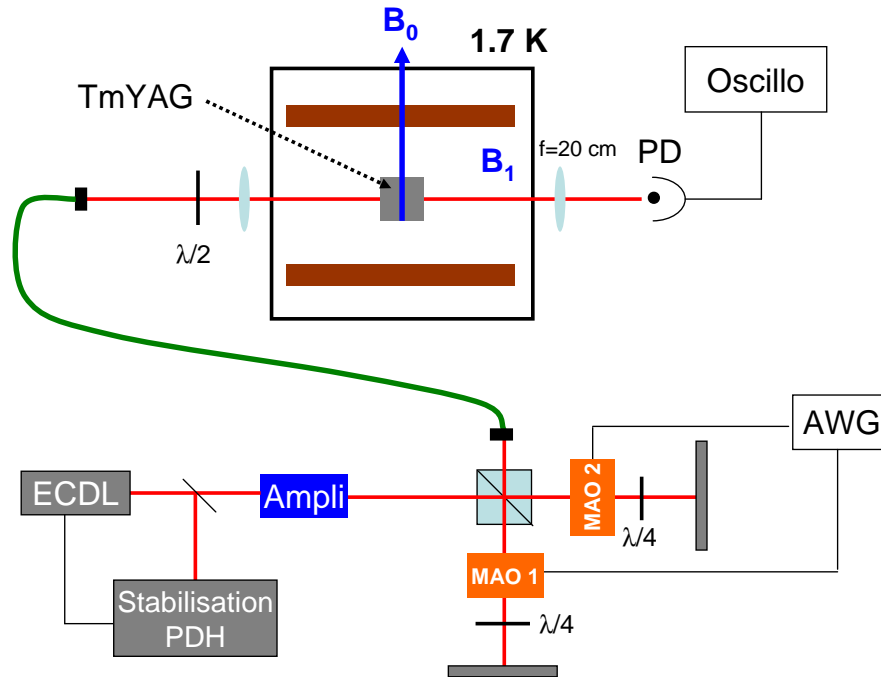 B₀
1.7 K
Oscillo
TmYAG
B₁
f=20 cm
PD
λ/2
AWG
ECDL
Ampli
MAO 2
λ/4
MAO 1
Stabilisation
PDH
λ/4